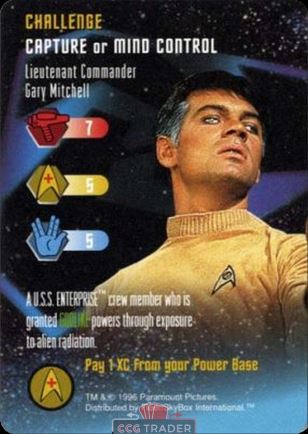 CHALLENGE
CAPTURE or MIND CONTROL
Lieutenant Commander
Gary Mitchell
7
5
5
A U.S.S. ENTERPRISE™ crew member who is
granted GODLIKE powers through exposure
to alien radiation.
Pay 1 XC From your Power Base
TM & © 1996 Paramount Pictures.
Distributed by SkyBox International.™
CCG TRADER